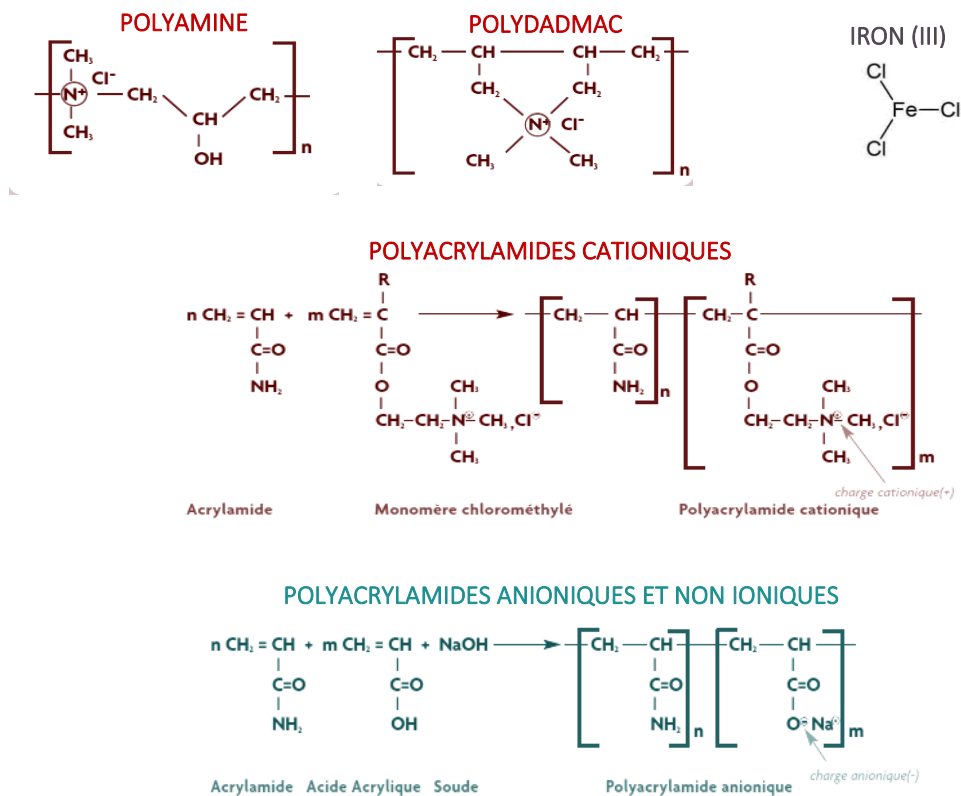 POLYAMINE
CH₃
N⁺ Cl⁻ CH₂ CH CH₂
CH₃
OH
n
POLYDADMAC
CH₂ CH CH CH₂
CH₂ CH₂
N⁺ Cl⁻
CH₃ CH₃
n
IRON (III)
Cl
Fe Cl
Cl
POLYACRYLAMIDES CATIONIQUES
R R
n CH₂ = CH + m CH₂ = C CH₂ CH CH₂ C
C=O C=O C=O C=O
NH₂ O NH₂ n O
CH₃ CH₃
CH₂–CH₂–N⊕–CH₃,Cl⊖ CH₂–CH₂–N⊕–CH₃,Cl⊖
CH₃ CH₃ m
charge cationique(+)
Acrylamide Monomère chlorométhylé Polyacrylamide cationique
POLYACRYLAMIDES ANIONIQUES ET NON IONIQUES
n CH₂ = CH + m CH₂ = CH + NaOH CH₂ CH CH₂ CH
C=O C=O C=O C=O
NH₂ OH NH₂ n O⊖ Na⊕ m
charge anionique(-)
Acrylamide Acide Acrylique Soude Polyacrylamide anionique